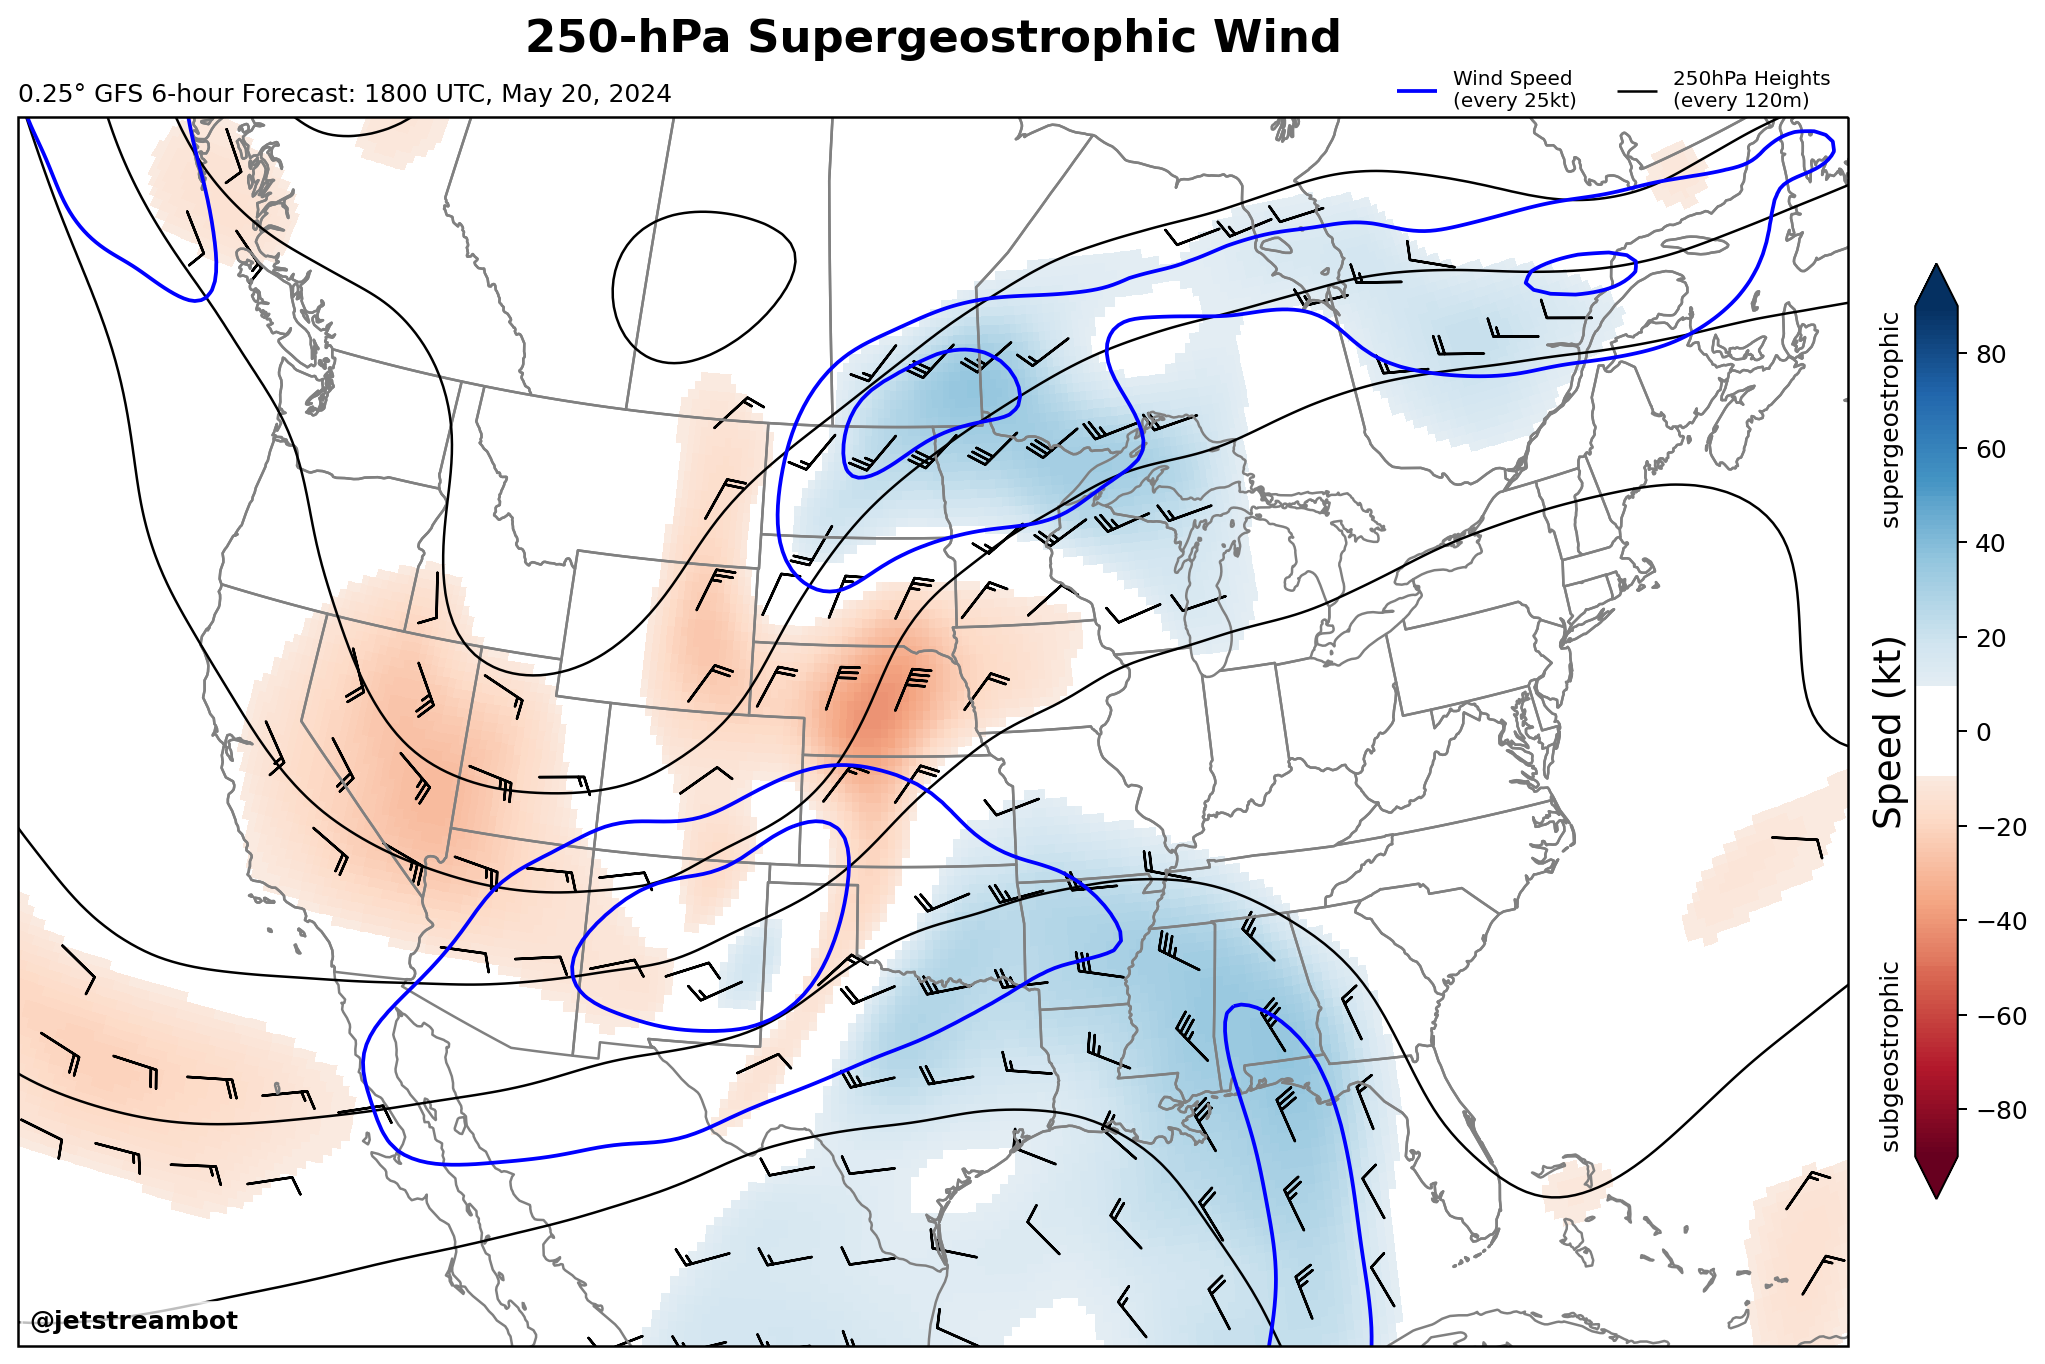 250-hPa Supergeostrophic Wind
0.25° GFS 6-hour Forecast: 1800 UTC, May 20, 2024
Wind Speed
(every 25kt)
250hPa Heights
(every 120m)
supergeostrophic
Speed (kt)
subgeostrophic
80
60
40
20
0
−20
−40
−60
−80
@jetstreambot